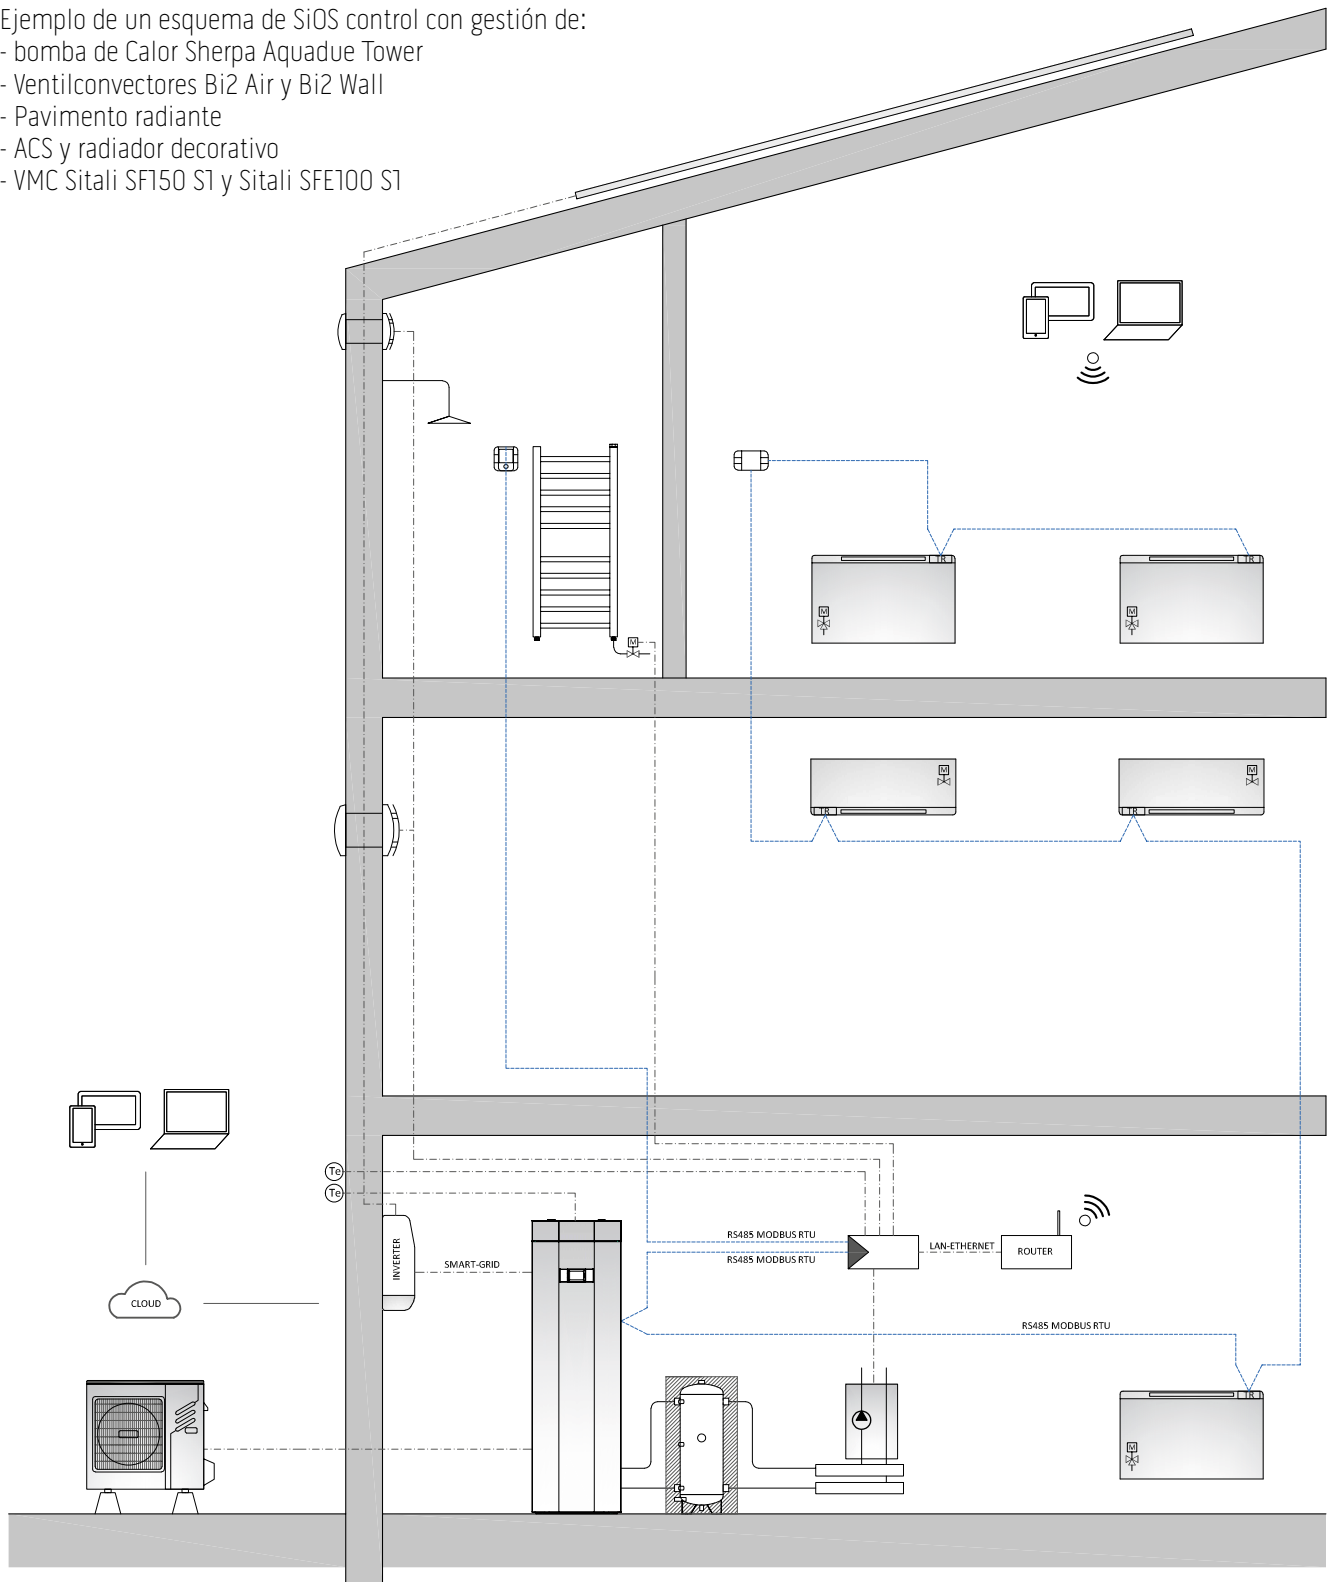 Ejemplo de un esquema de SiOS control con gestión de:
- bomba de Calor Sherpa Aquadue Tower
- Ventilconvectores Bi2 Air y Bi2 Wall
- Pavimento radiante
- ACS y radiador decorativo
- VMC Sitali SF150 S1 y Sitali SFE100 S1
TR
TR
M
M
M
M
M
TR
TR
Te
Te
RS485 MODBUS RTU
LAN-ETHERNET
ROUTER
RS485 MODBUS RTU
INVERTER
SMART-GRID
CLOUD
RS485 MODBUS RTU
TR
M